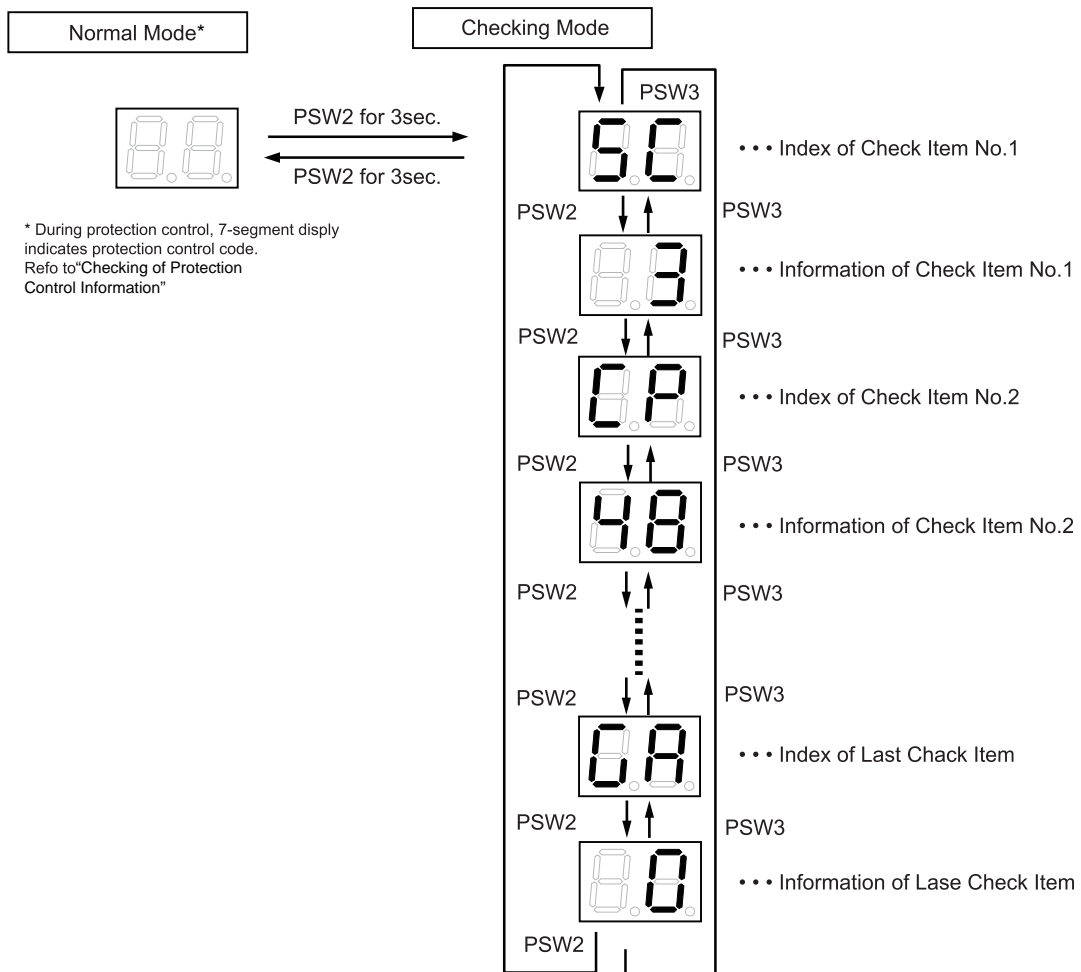 Normal Mode*
Checking Mode
PSW3
PSW2 for 3sec.
PSW2 for 3sec.
SC
• • • Index of Check Item No.1
PSW2
PSW3
* During protection control, 7-segment disply
indicates protection control code.
Refo to“Checking of Protection
Control Information”
3
• • • Information of Check Item No.1
PSW2
PSW3
CP
• • • Index of Check Item No.2
PSW2
PSW3
48
• • • Information of Check Item No.2
PSW2
PSW3
PSW2
PSW3
GA
• • • Index of Last Chack Item
PSW2
PSW3
0
• • • Information of Lase Check Item
PSW2